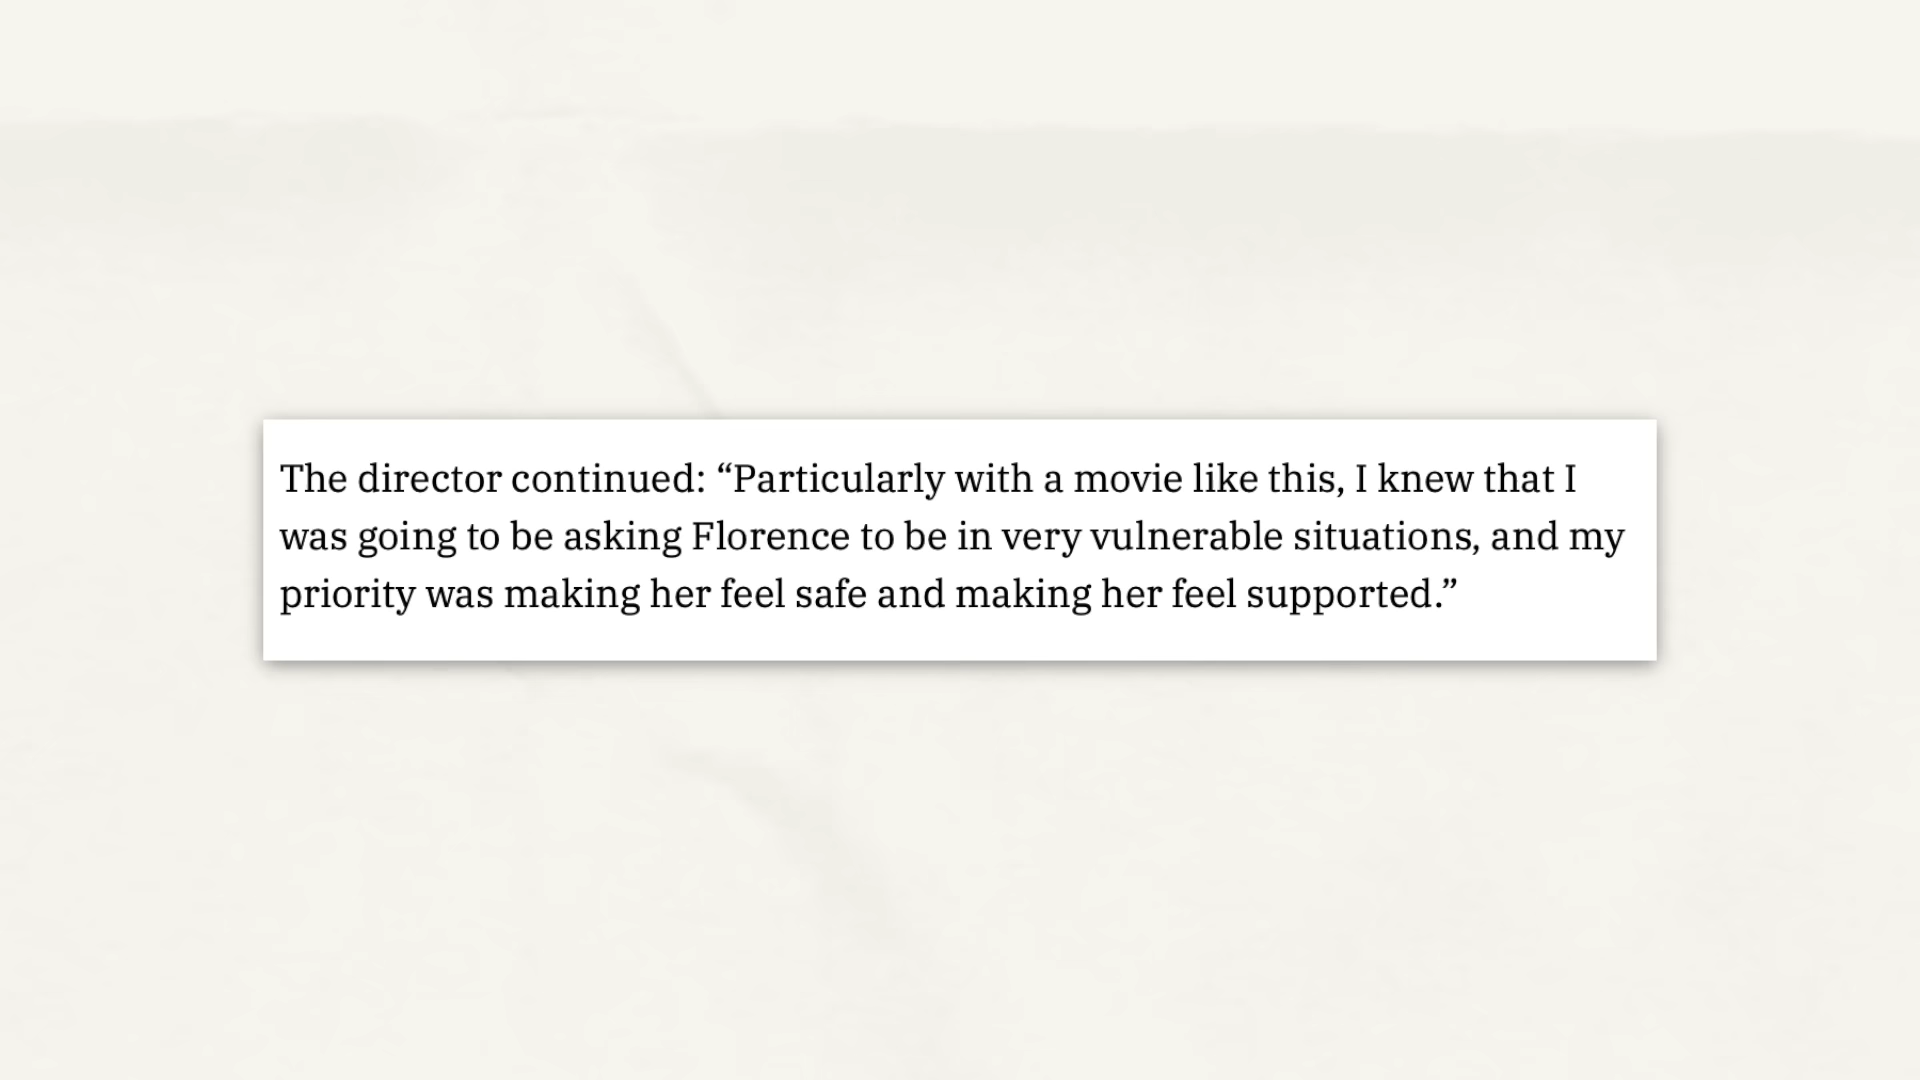 The director continued: “Particularly with a movie like this, I knew that I
was going to be asking Florence to be in very vulnerable situations, and my
priority was making her feel safe and making her feel supported.”